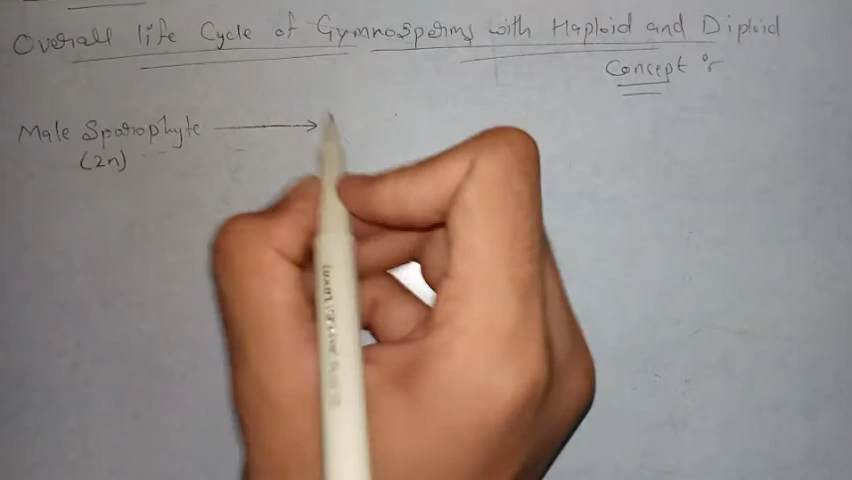 Overall life Cycle of Gymnosperms with Haploid and Diploid
Concept :
Male Sporophyte →
(2n)